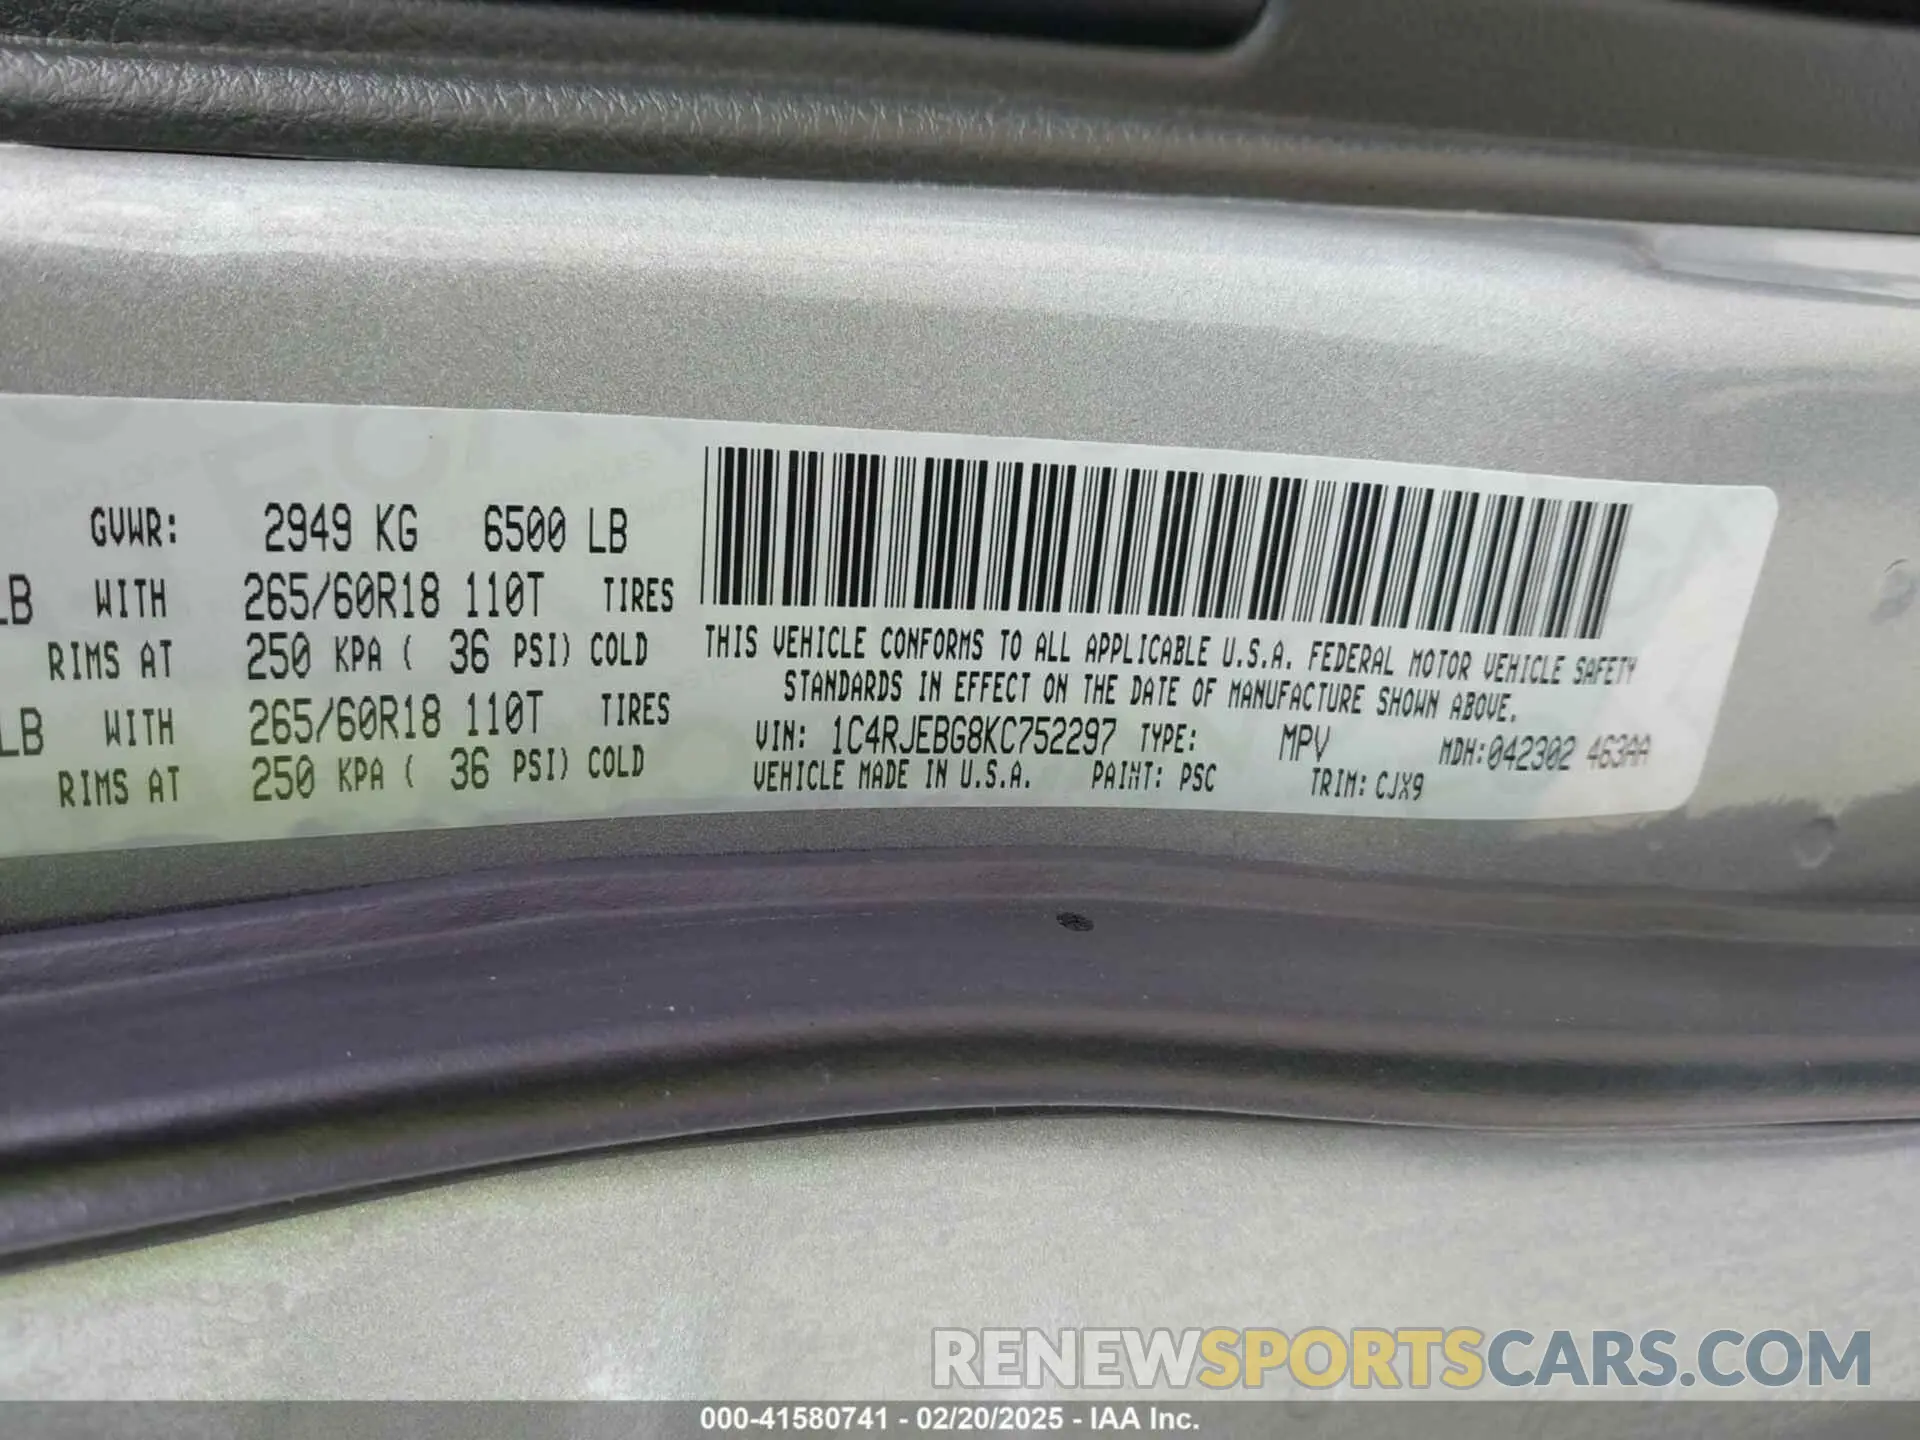 GVWR: 2949 KG 6500 LB
LB WITH 265/60R18 110T TIRES
RIMS AT 250 KPA ( 36 PSI) COLD
LB WITH 265/60R18 110T TIRES
RIMS AT 250 KPA ( 36 PSI) COLD
THIS VEHICLE CONFORMS TO ALL APPLICABLE U.S.A. FEDERAL MOTOR VEHICLE SAFETY
STANDARDS IN EFFECT ON THE DATE OF MANUFACTURE SHOWN ABOVE.
VIN: 1C4RJEBG8KC752297 TYPE: MPV MDH:042302 463AA
VEHICLE MADE IN U.S.A. PAINT: PSC TRIM: CJX9
RENEWSPORTSCARS.COM
000-41580741 - 02/20/2025 - IAA Inc.